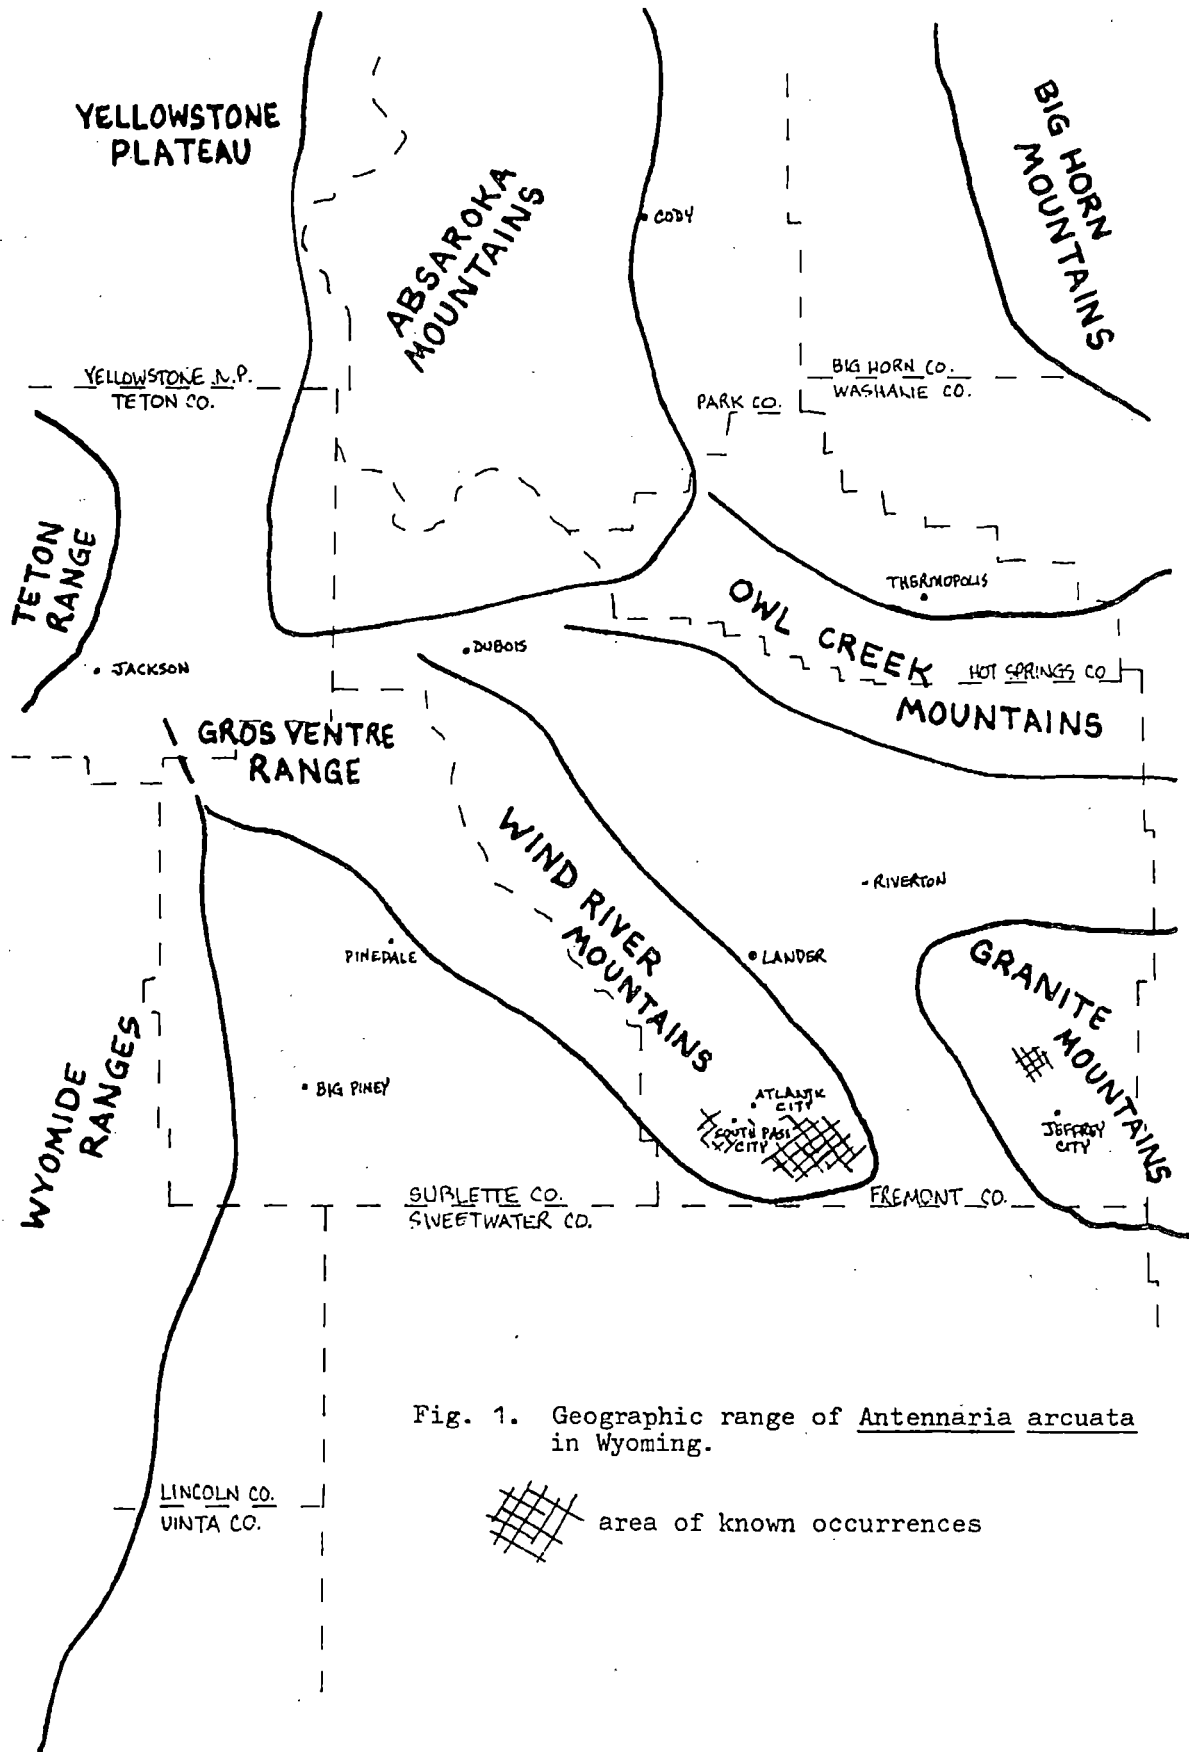 YELLOWSTONE
PLATEAU
BIG HORN
MOUNTAINS
ABSAROKA
MOUNTAINS
CODY
YELLOWSTONE N.P.
TETON CO.
BIG HORN CO.
WASHAKIE CO.
PARK CO.
TETON
RANGE
THERMOPOLIS
OWL CREEK
MOUNTAINS
DUBOIS
JACKSON
HOT SPRINGS CO
GROS VENTRE
RANGE
WIND RIVER
MOUNTAINS
RIVERTON
PINEDALE
LANDER
GRANITE
MOUNTAINS
WYOMIDE
RANGES
BIG PINEY
ATLANTIC
CITY
SOUTH PASS
CITY
JEFFREY
CITY
SUBLETTE CO.
SWEETWATER CO.
FREMONT CO.
Fig. 1. Geographic range of Antennaria arcuata
in Wyoming.
LINCOLN CO.
UINTA CO.
area of known occurrences